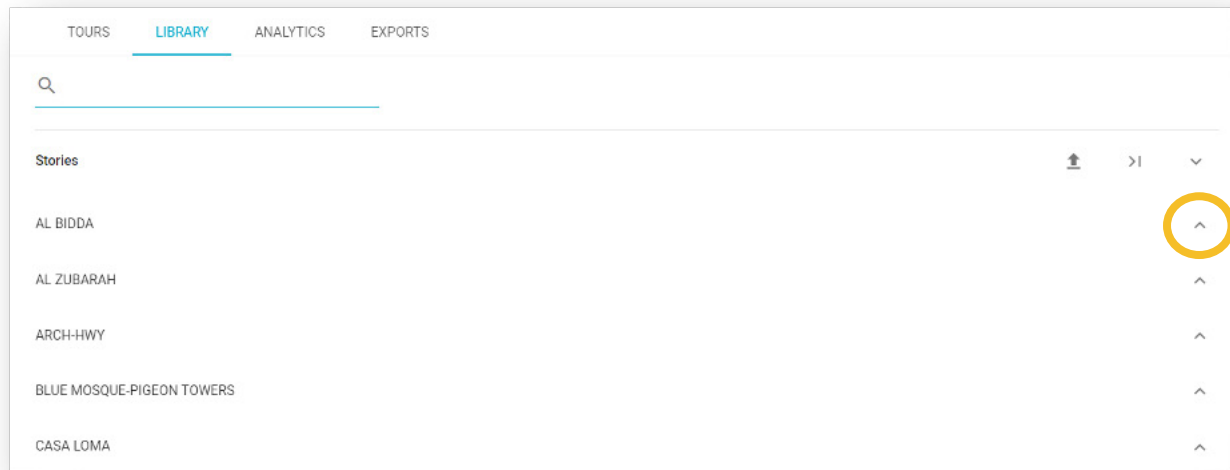 TOURS LIBRARY ANALYTICS EXPORTS
Stories
AL BIDDA
AL ZUBARAH
ARCH-HWY
BLUE MOSQUE-PIGEON TOWERS
CASA LOMA